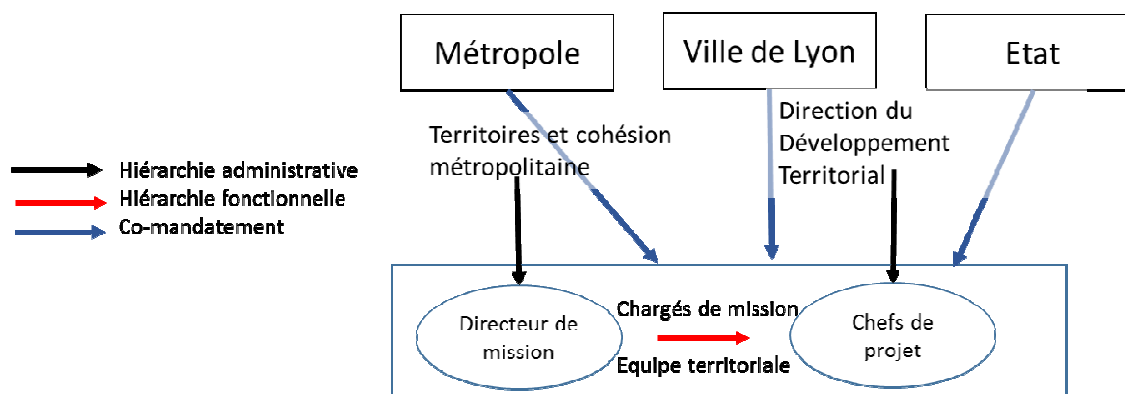 Métropole
Ville de Lyon
Etat
Territoires et cohésion
métropolitaine
Direction du
Développement
Territorial
Hiérarchie administrative
Hiérarchie fonctionnelle
Co-mandatement
Directeur de
mission
Chargés de mission
Equipe territoriale
Chefs de
projet